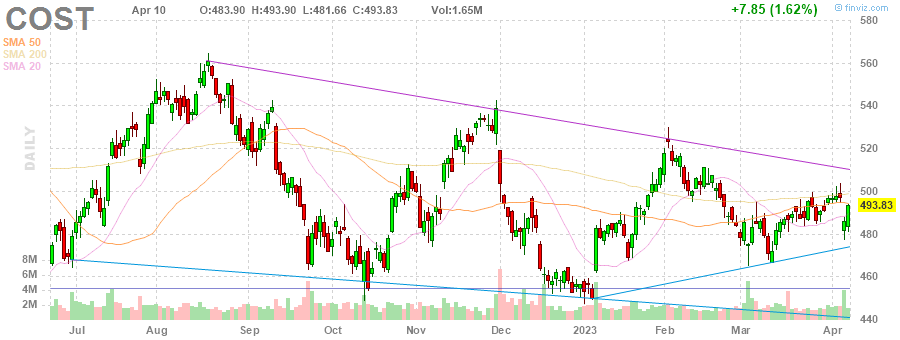 COST Apr 10 O:483.90 H:493.90 L:481.66 C:493.83 Vol:1.65M +7.85 (1.62%) finviz.com
SMA 50
SMA 200
SMA 20
DAILY
580
560
540
520
500
493.83
480
460
440
8M
6M
4M
2M
Jul Aug Sep Oct Nov Dec 2023 Feb Mar Apr